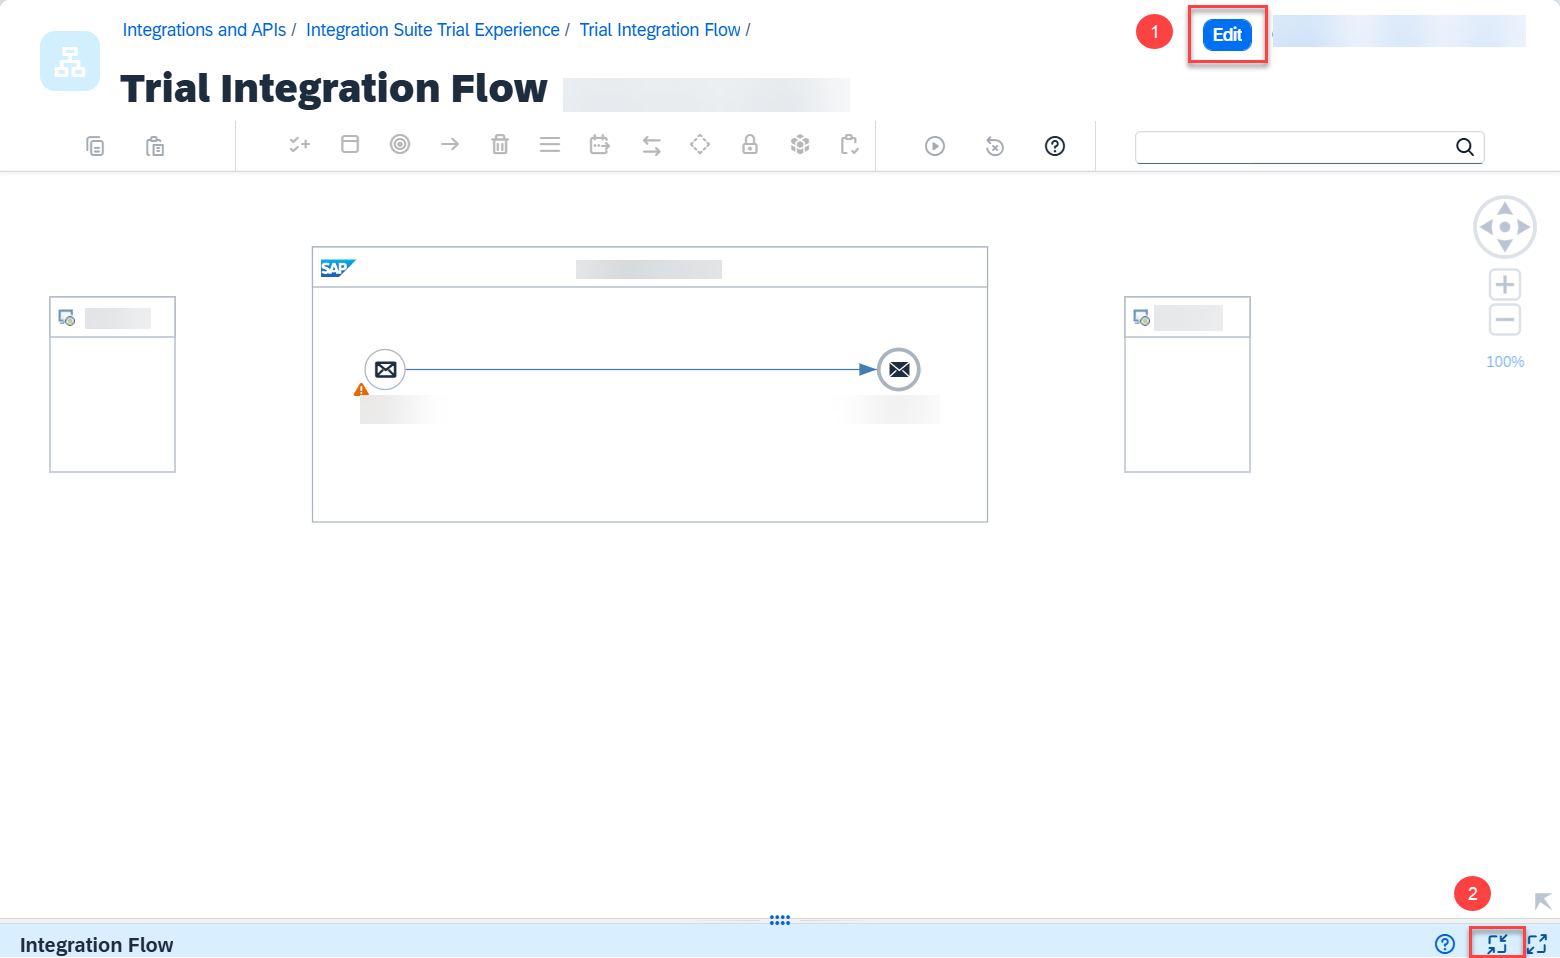 Integrations and APIs / Integration Suite Trial Experience / Trial Integration Flow /
1
Edit
Trial Integration Flow
SAP
100%
2
Integration Flow